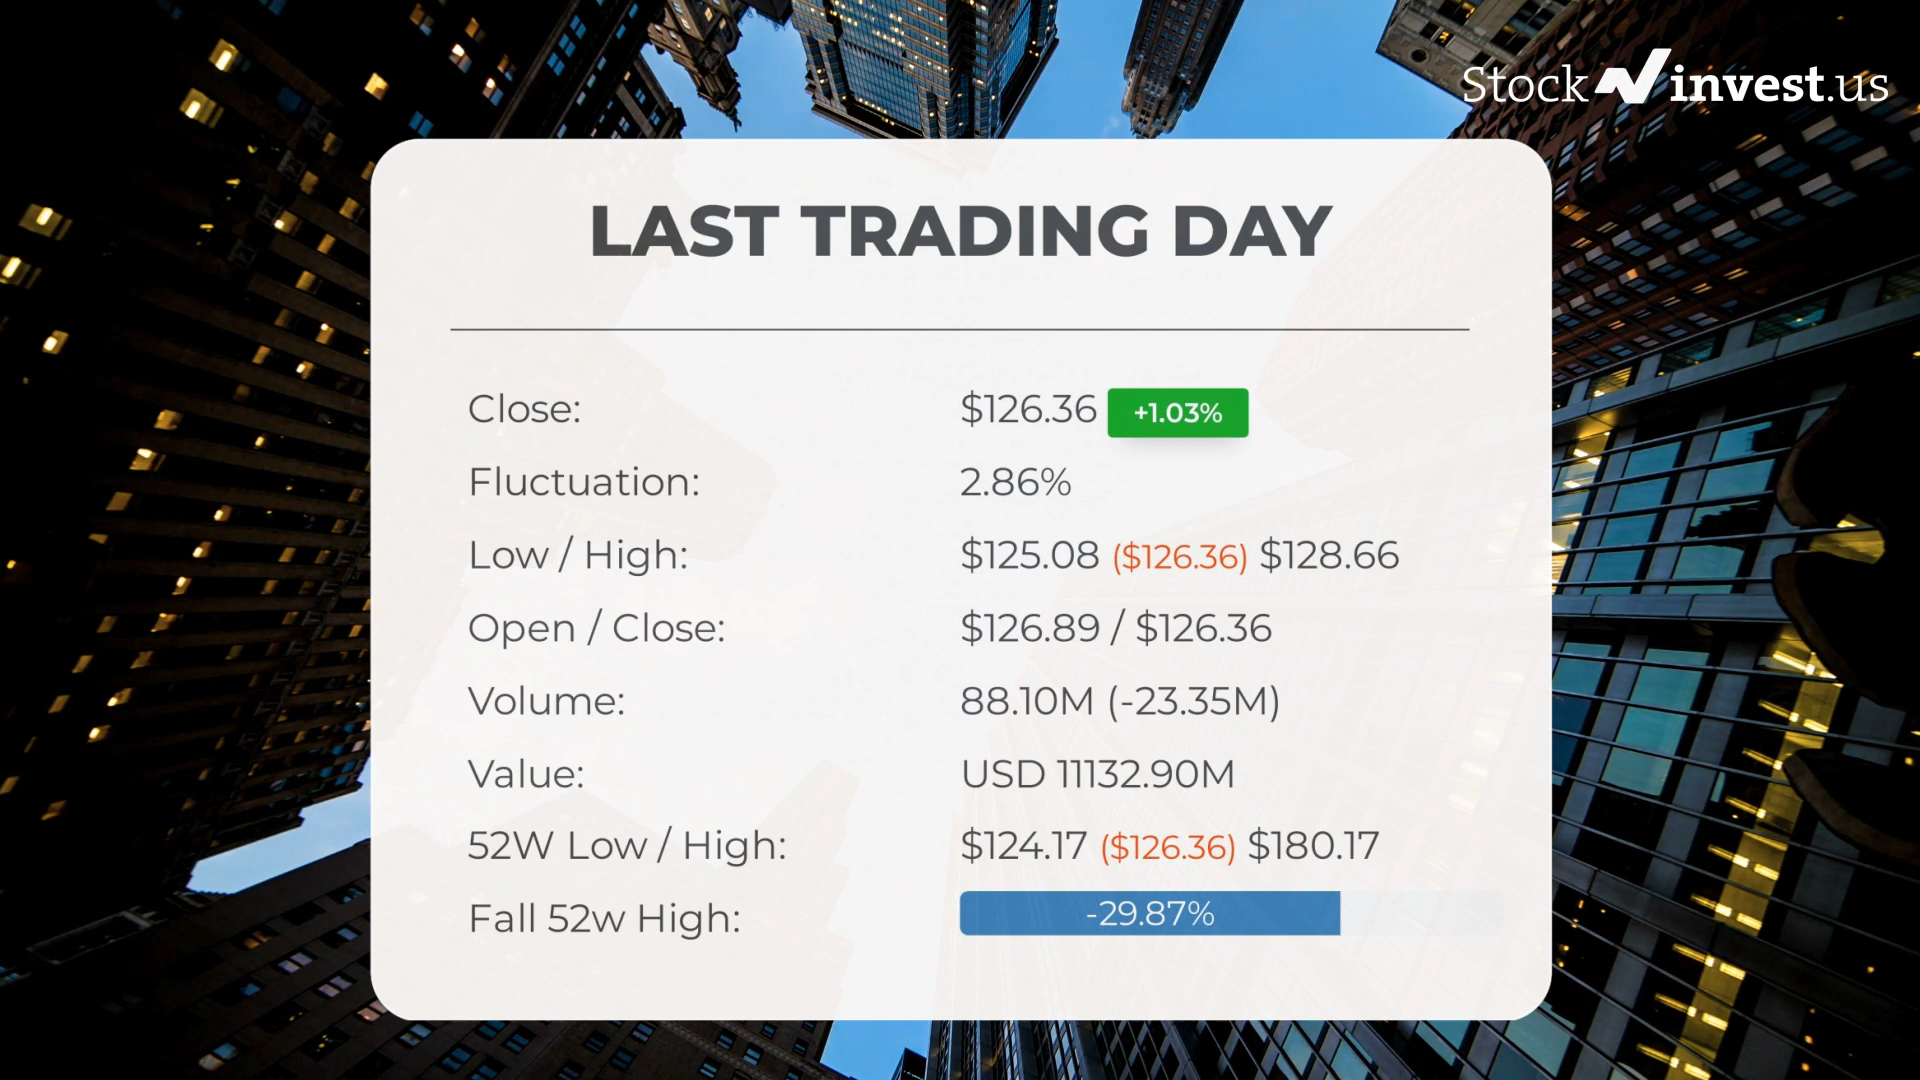 Stock invest.us
LAST TRADING DAY
Close: $126.36 +1.03%
Fluctuation: 2.86%
Low / High: $125.08 ($126.36) $128.66
Open / Close: $126.89 / $126.36
Volume: 88.10M (-23.35M)
Value: USD 11132.90M
52W Low / High: $124.17 ($126.36) $180.17
Fall 52w High: -29.87%